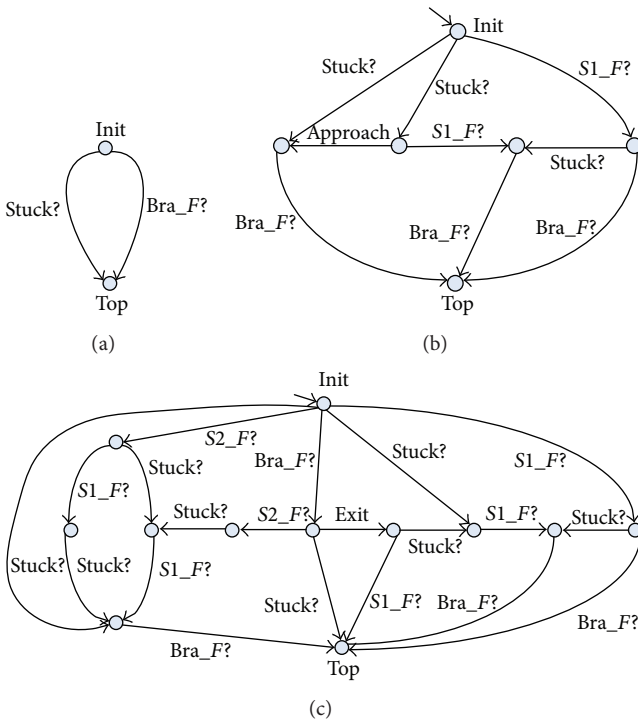 Init
Stuck?
Bra_F?
Top
(a)
Init
Stuck?
Stuck?
S1_F?
Approach
S1_F?
Stuck?
Bra_F?
Bra_F?
Bra_F?
Top
(b)
Init
S2_F?
Bra_F?
Stuck?
S1_F?
S1_F?
Stuck?
Stuck?
S2_F?
Exit
Stuck?
S1_F?
Stuck?
Stuck?
Stuck?
S1_F?
Stuck?
S1_F?
Bra_F?
Bra_F?
Bra_F?
Top
(c)